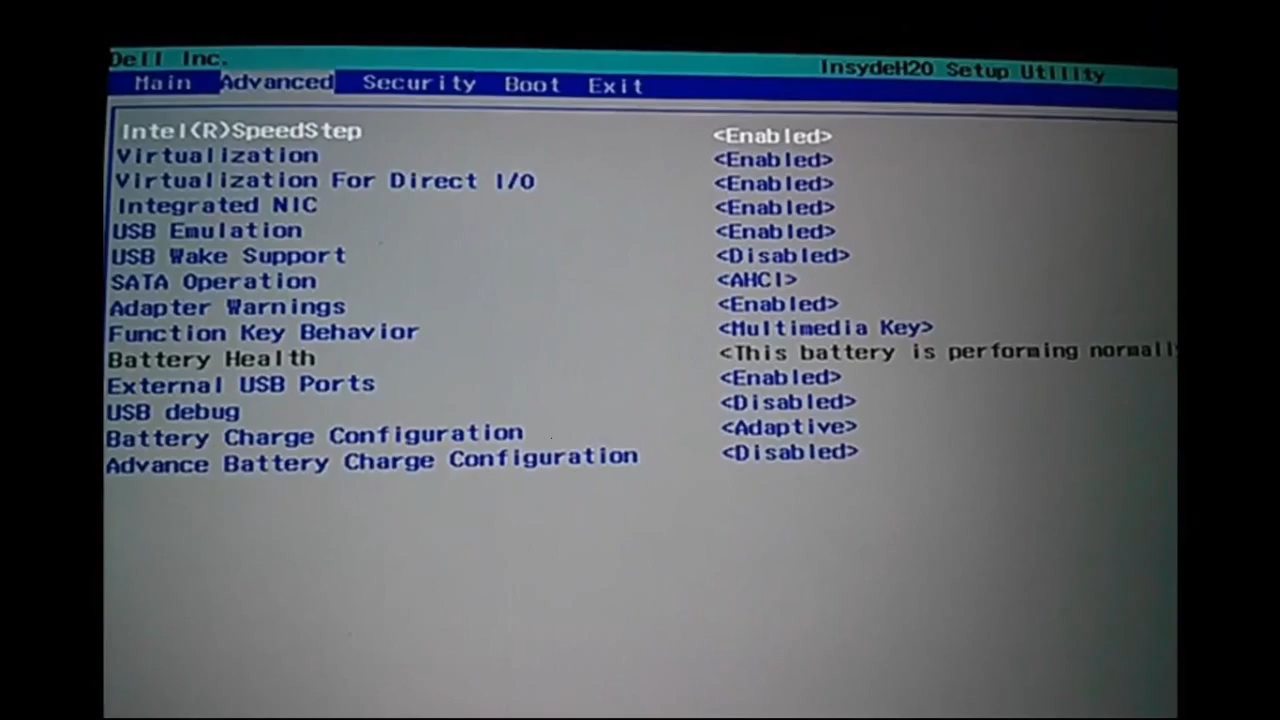 Dell Inc.
InsydeH20 Setup Utility
Main Advanced Security Boot Exit
Intel(R)SpeedStep <Enabled>
Virtualization <Enabled>
Virtualization For Direct I/O <Enabled>
Integrated NIC <Enabled>
USB Emulation <Enabled>
USB Wake Support <Disabled>
SATA Operation <AHCI>
Adapter Warnings <Enabled>
Function Key Behavior <Multimedia Key>
Battery Health <This battery is performing normall
External USB Ports <Enabled>
USB debug <Disabled>
Battery Charge Configuration <Adaptive>
Advance Battery Charge Configuration <Disabled>